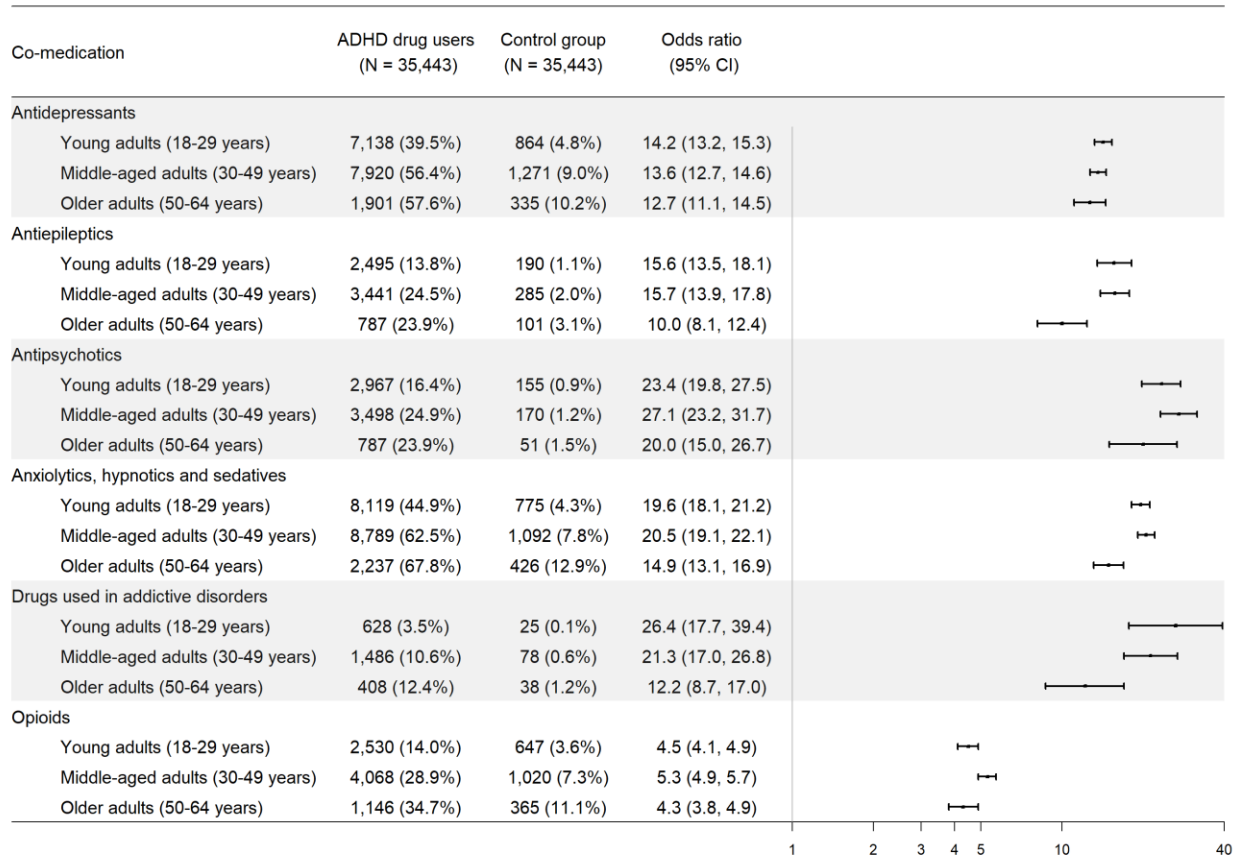 Co-medication ADHD drug users Control group Odds ratio
(N = 35,443) (N = 35,443) (95% CI)
Antidepressants
Young adults (18-29 years) 7,138 (39.5%) 864 (4.8%) 14.2 (13.2, 15.3)
Middle-aged adults (30-49 years) 7,920 (56.4%) 1,271 (9.0%) 13.6 (12.7, 14.6)
Older adults (50-64 years) 1,901 (57.6%) 335 (10.2%) 12.7 (11.1, 14.5)
Antiepileptics
Young adults (18-29 years) 2,495 (13.8%) 190 (1.1%) 15.6 (13.5, 18.1)
Middle-aged adults (30-49 years) 3,441 (24.5%) 285 (2.0%) 15.7 (13.9, 17.8)
Older adults (50-64 years) 787 (23.9%) 101 (3.1%) 10.0 (8.1, 12.4)
Antipsychotics
Young adults (18-29 years) 2,967 (16.4%) 155 (0.9%) 23.4 (19.8, 27.5)
Middle-aged adults (30-49 years) 3,498 (24.9%) 170 (1.2%) 27.1 (23.2, 31.7)
Older adults (50-64 years) 787 (23.9%) 51 (1.5%) 20.0 (15.0, 26.7)
Anxiolytics, hypnotics and sedatives
Young adults (18-29 years) 8,119 (44.9%) 775 (4.3%) 19.6 (18.1, 21.2)
Middle-aged adults (30-49 years) 8,789 (62.5%) 1,092 (7.8%) 20.5 (19.1, 22.1)
Older adults (50-64 years) 2,237 (67.8%) 426 (12.9%) 14.9 (13.1, 16.9)
Drugs used in addictive disorders
Young adults (18-29 years) 628 (3.5%) 25 (0.1%) 26.4 (17.7, 39.4)
Middle-aged adults (30-49 years) 1,486 (10.6%) 78 (0.6%) 21.3 (17.0, 26.8)
Older adults (50-64 years) 408 (12.4%) 38 (1.2%) 12.2 (8.7, 17.0)
Opioids
Young adults (18-29 years) 2,530 (14.0%) 647 (3.6%) 4.5 (4.1, 4.9)
Middle-aged adults (30-49 years) 4,068 (28.9%) 1,020 (7.3%) 5.3 (4.9, 5.7)
Older adults (50-64 years) 1,146 (34.7%) 365 (11.1%) 4.3 (3.8, 4.9)
1 2 3 4 5 10 40